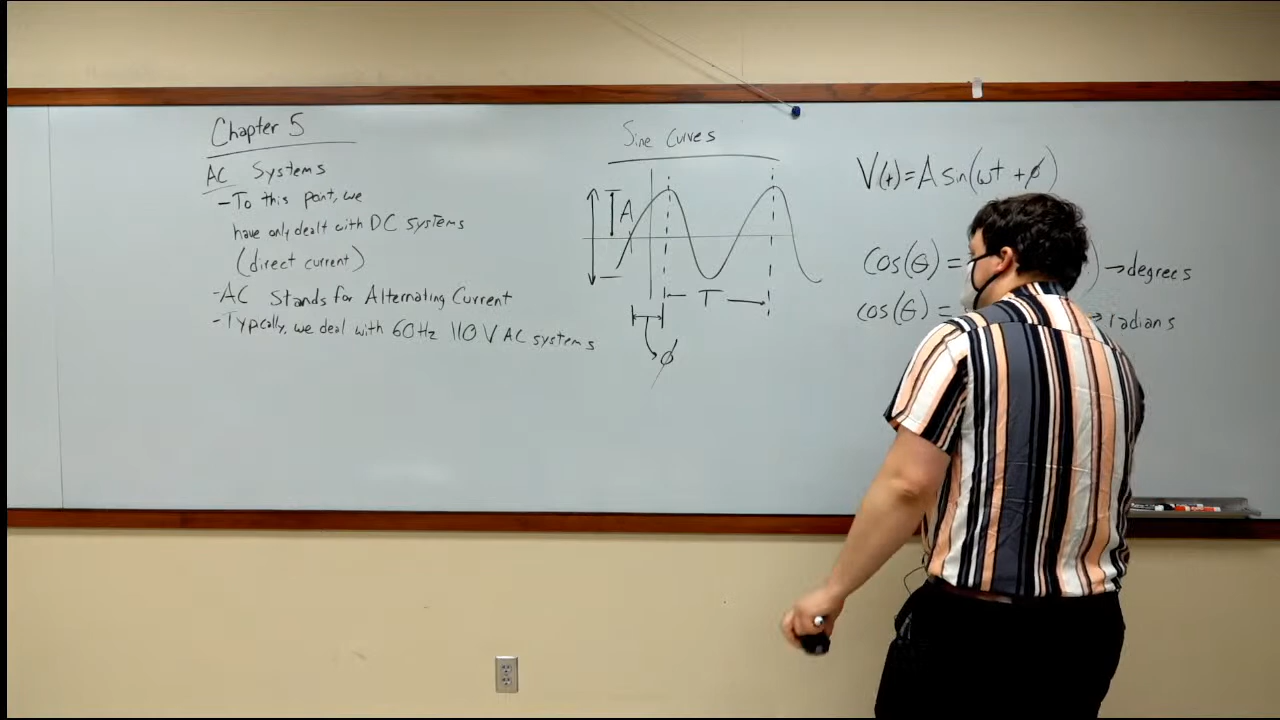 Chapter 5
AC Systems
- To this point, we
have only dealt with DC systems
(direct current)
- AC Stands for Alternating Current
- Typically, we deal with 60Hz 110 V AC systems
Sine Curves
A
T
ϕ
V(t) = A sin(ωt + ϕ)
cos(θ) = ) → degrees
cos(θ) = → radians